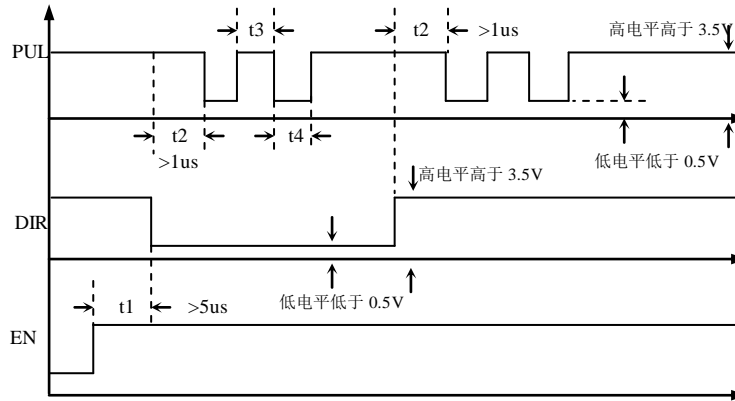 t3
t2
>1us
高电平高于 3.5V
PUL
t2
t4
>1us
低电平低于 0.5V
高电平高于 3.5V
DIR
t1
>5us
低电平低于 0.5V
EN